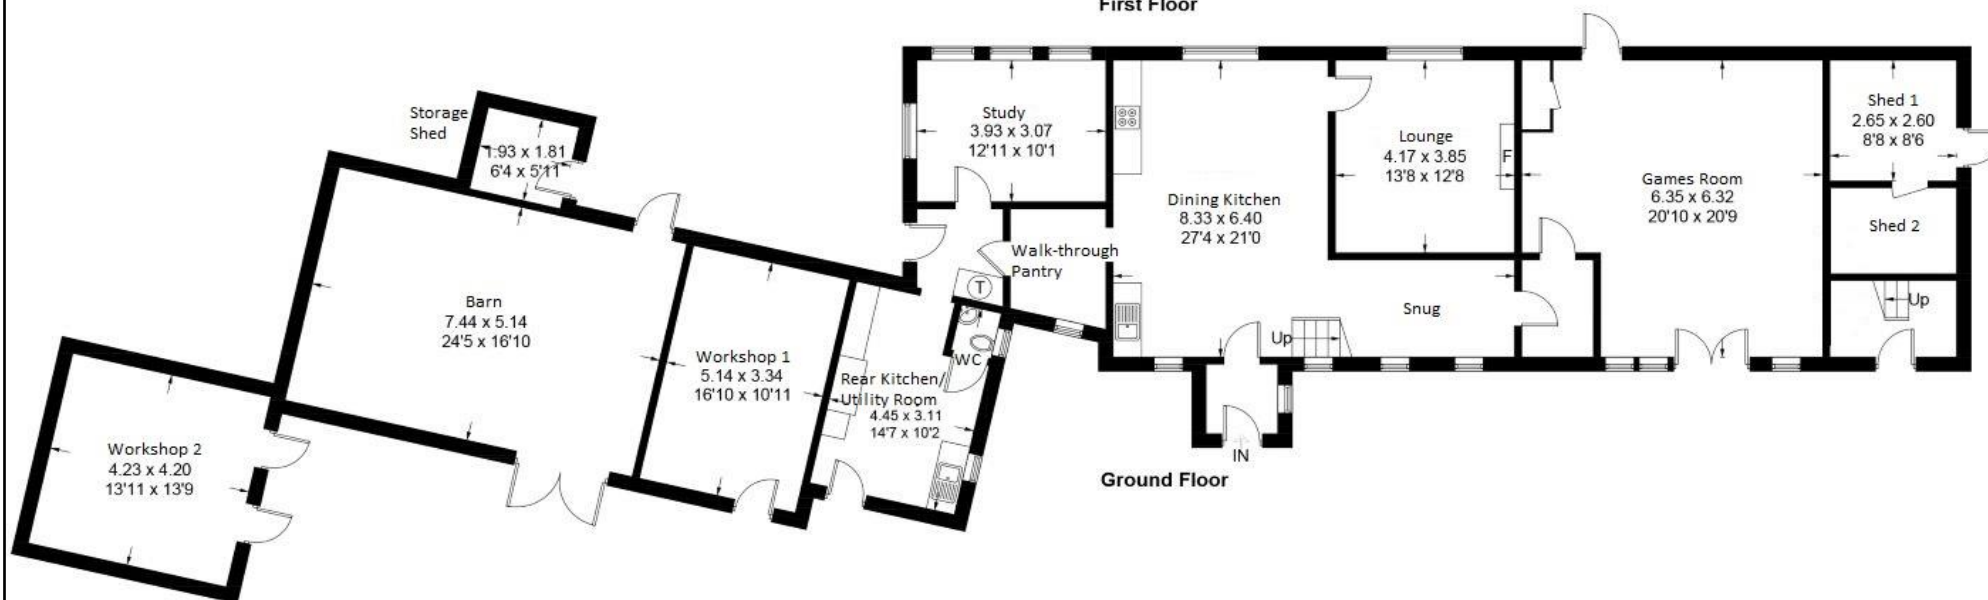 First Floor
Storage
Shed
1.93 x 1.81
6'4 x 5'11
Study
3.93 x 3.07
12'11 x 10'1
Lounge
4.17 x 3.85
13'8 x 12'8
F
Shed 1
2.65 x 2.60
8'8 x 8'6
Games Room
6.35 x 6.32
20'10 x 20'9
Dining Kitchen
8.33 x 6.40
27'4 x 21'0
Shed 2
Walk-through
Pantry
T
Barn
7.44 x 5.14
24'5 x 16'10
Snug
Up
Up
Workshop 1
5.14 x 3.34
16'10 x 10'11
WC
Rear Kitchen/
Utility Room
4.45 x 3.11
14'7 x 10'2
Workshop 2
4.23 x 4.20
13'11 x 13'9
IN
Ground Floor